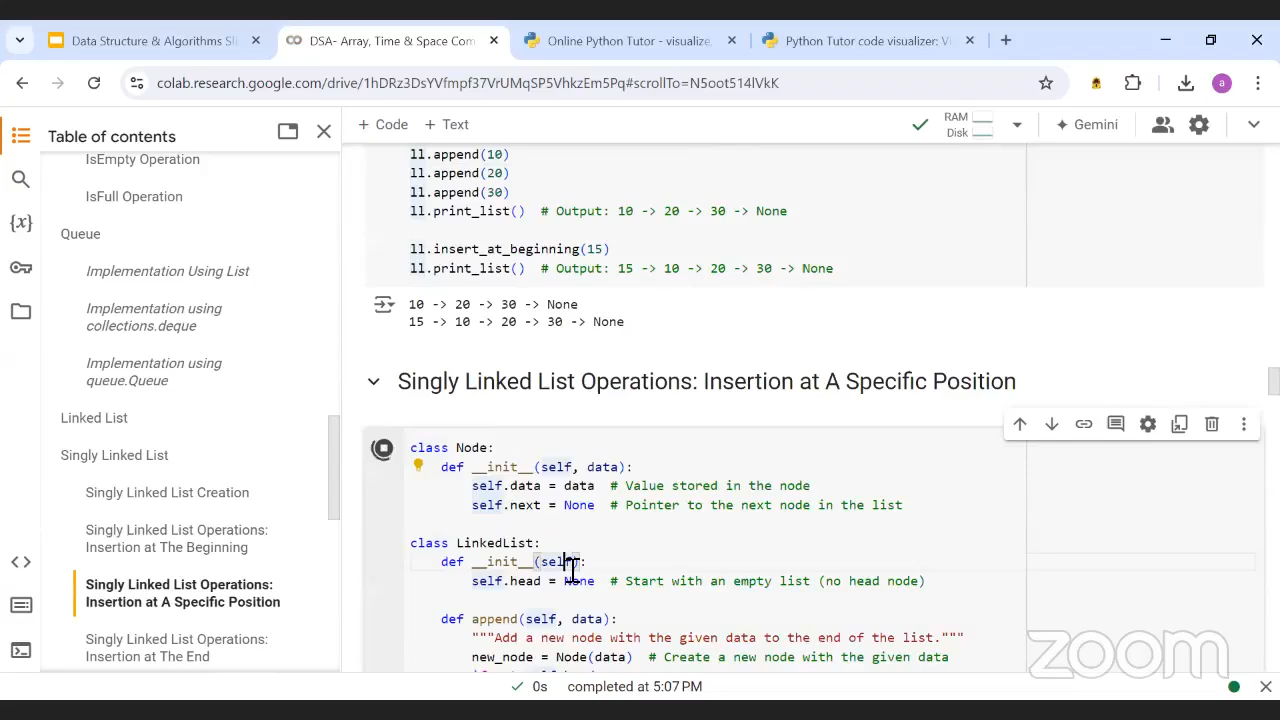 Data Structure & Algorithms Sli
DSA- Array, Time & Space Com
Online Python Tutor - visualize
Python Tutor code visualizer: Vi
colab.research.google.com/drive/1hDRz3DsYVfmpf37VrUMqSP5VhkzEm5Pq#scrollTo=N5oot514lVkK
a
Table of contents
+ Code + Text
RAM
Disk
Gemini
IsEmpty Operation
IsFull Operation
Queue
Implementation Using List
Implementation using
collections.deque
Implementation using
queue.Queue
Linked List
Singly Linked List
Singly Linked List Creation
Singly Linked List Operations:
Insertion at The Beginning
Singly Linked List Operations:
Insertion at A Specific Position
Singly Linked List Operations:
Insertion at The End
ll.append(10)
ll.append(20)
ll.append(30)
ll.print_list() # Output: 10 -> 20 -> 30 -> None
ll.insert_at_beginning(15)
ll.print_list() # Output: 15 -> 10 -> 20 -> 30 -> None
10 -> 20 -> 30 -> None
15 -> 10 -> 20 -> 30 -> None
Singly Linked List Operations: Insertion at A Specific Position
class Node:
def __init__(self, data):
self.data = data # Value stored in the node
self.next = None # Pointer to the next node in the list
class LinkedList:
def __init__(self):
self.head = None # Start with an empty list (no head node)
def append(self, data):
"""Add a new node with the given data to the end of the list."""
new_node = Node(data) # Create a new node with the given data
zoom
0s completed at 5:07 PM